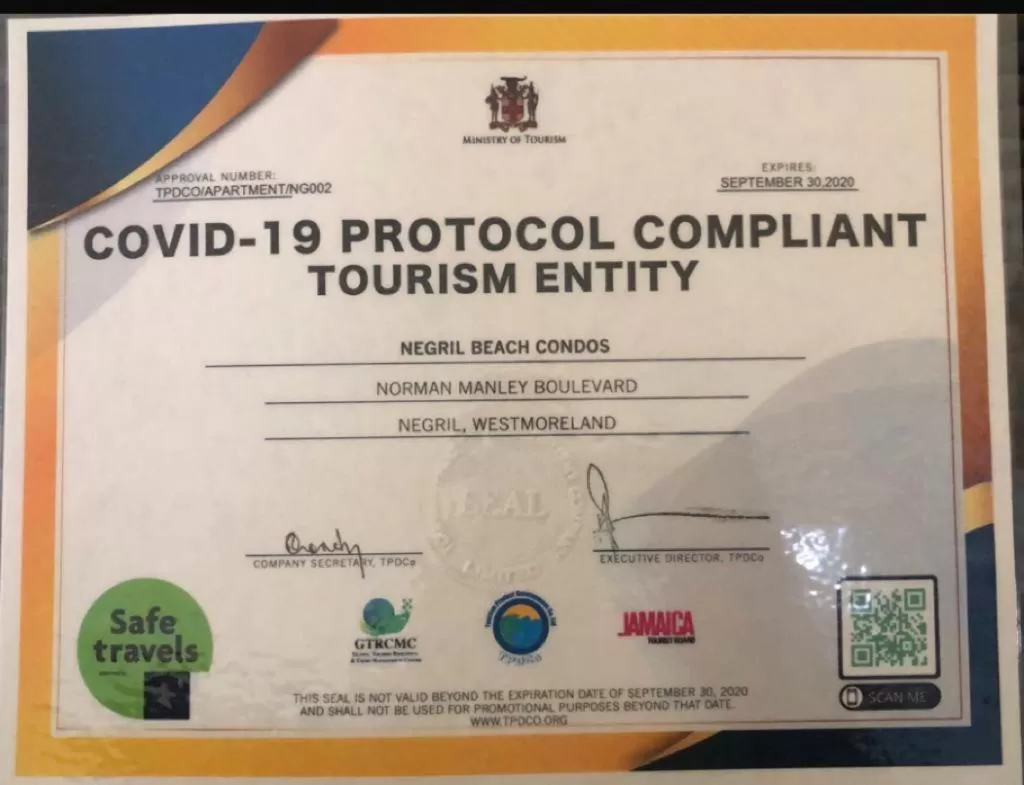 MINISTRY OF TOURISM
APPROVAL NUMBER:
TPDCO/APARTMENT/NG002
EXPIRES:
SEPTEMBER 30,2020
COVID-19 PROTOCOL COMPLIANT
TOURISM ENTITY
NEGRIL BEACH CONDOS
NORMAN MANLEY BOULEVARD
NEGRIL, WESTMORELAND
SEAL
LIMITED
COMPANY SECRETARY, TPDCo
EXECUTIVE DIRECTOR, TPDCo
Safe
travels
GTRCMC
JAMAICA
TOURIST BOARD
SCAN ME
THIS SEAL IS NOT VALID BEYOND THE EXPIRATION DATE OF SEPTEMBER 30, 2020
AND SHALL NOT BE USED FOR PROMOTIONAL PURPOSES BEYOND THAT DATE.
WWW.TPDCO.ORG